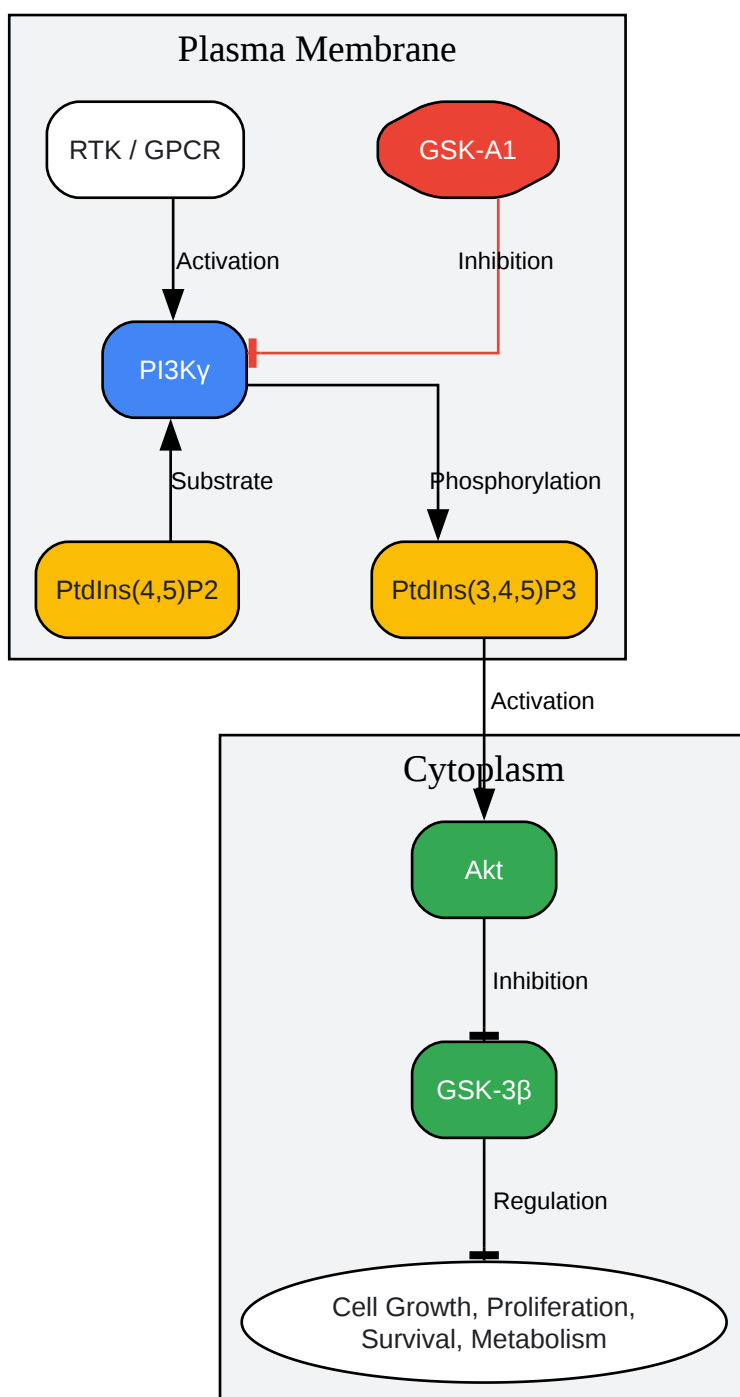 Plasma Membrane
RTK / GPCR
GSK-A1
Activation
Inhibition
PI3Kγ
Substrate
Phosphorylation
PtdIns(4,5)P2
PtdIns(3,4,5)P3
Activation
Cytoplasm
Akt
Inhibition
GSK-3β
Regulation
Cell Growth, Proliferation,
Survival, Metabolism